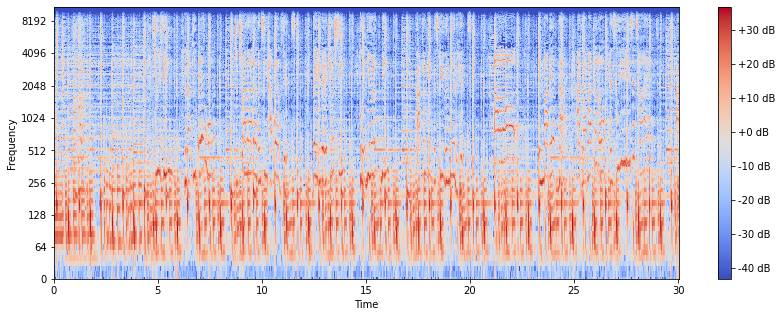 8192
4096
2048
1024
512
256
128
64
0
Frequency
0
5
10
15
20
25
30
Time
+30 dB
+20 dB
+10 dB
+0 dB
-10 dB
-20 dB
-30 dB
-40 dB